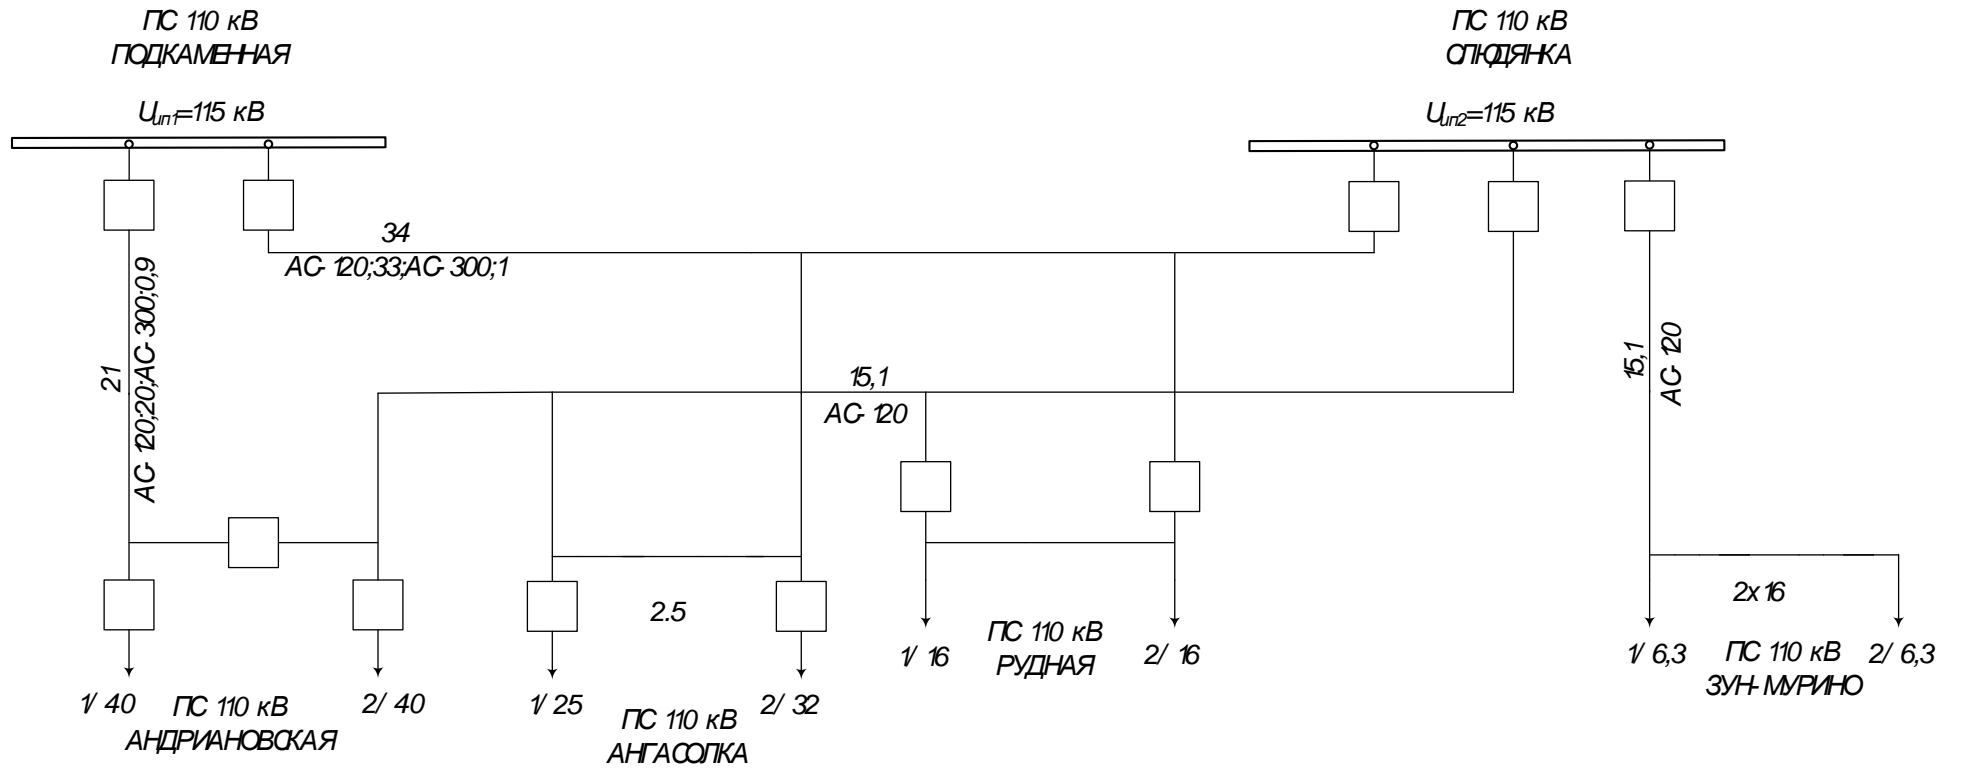 ПС 110 кВ
ПОДКАМЕННАЯ
Uип1=115 кВ
ПС 110 кВ
СЛЮДЯНКА
Uип2=115 кВ
34
АС-120;33;АС-300;1
21
АС-120;20;АС-300;0,9
15,1
АС-120
15,1
АС-120
2.5
2х16
1/ 40
2/ 40
ПС 110 кВ
АНДРИАНОВСКАЯ
1/ 25
2/ 32
ПС 110 кВ
АНГАСОЛКА
1/ 16
2/ 16
ПС 110 кВ
РУДНАЯ
1/ 6,3
2/ 6,3
ПС 110 кВ
ЗУН-МУРИНО